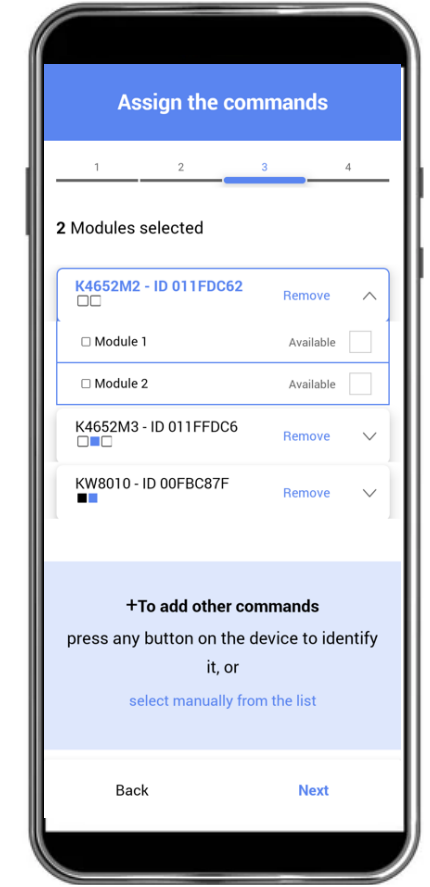 Assign the commands
1 2 3 4
2 Modules selected
K4652M2 - ID 011FDC62
Remove
Module 1 Available
Module 2 Available
K4652M3 - ID 011FFDC6
Remove
KW8010 - ID 00FBC87F
Remove
+To add other commands
press any button on the device to identify
it, or
select manually from the list
Back Next